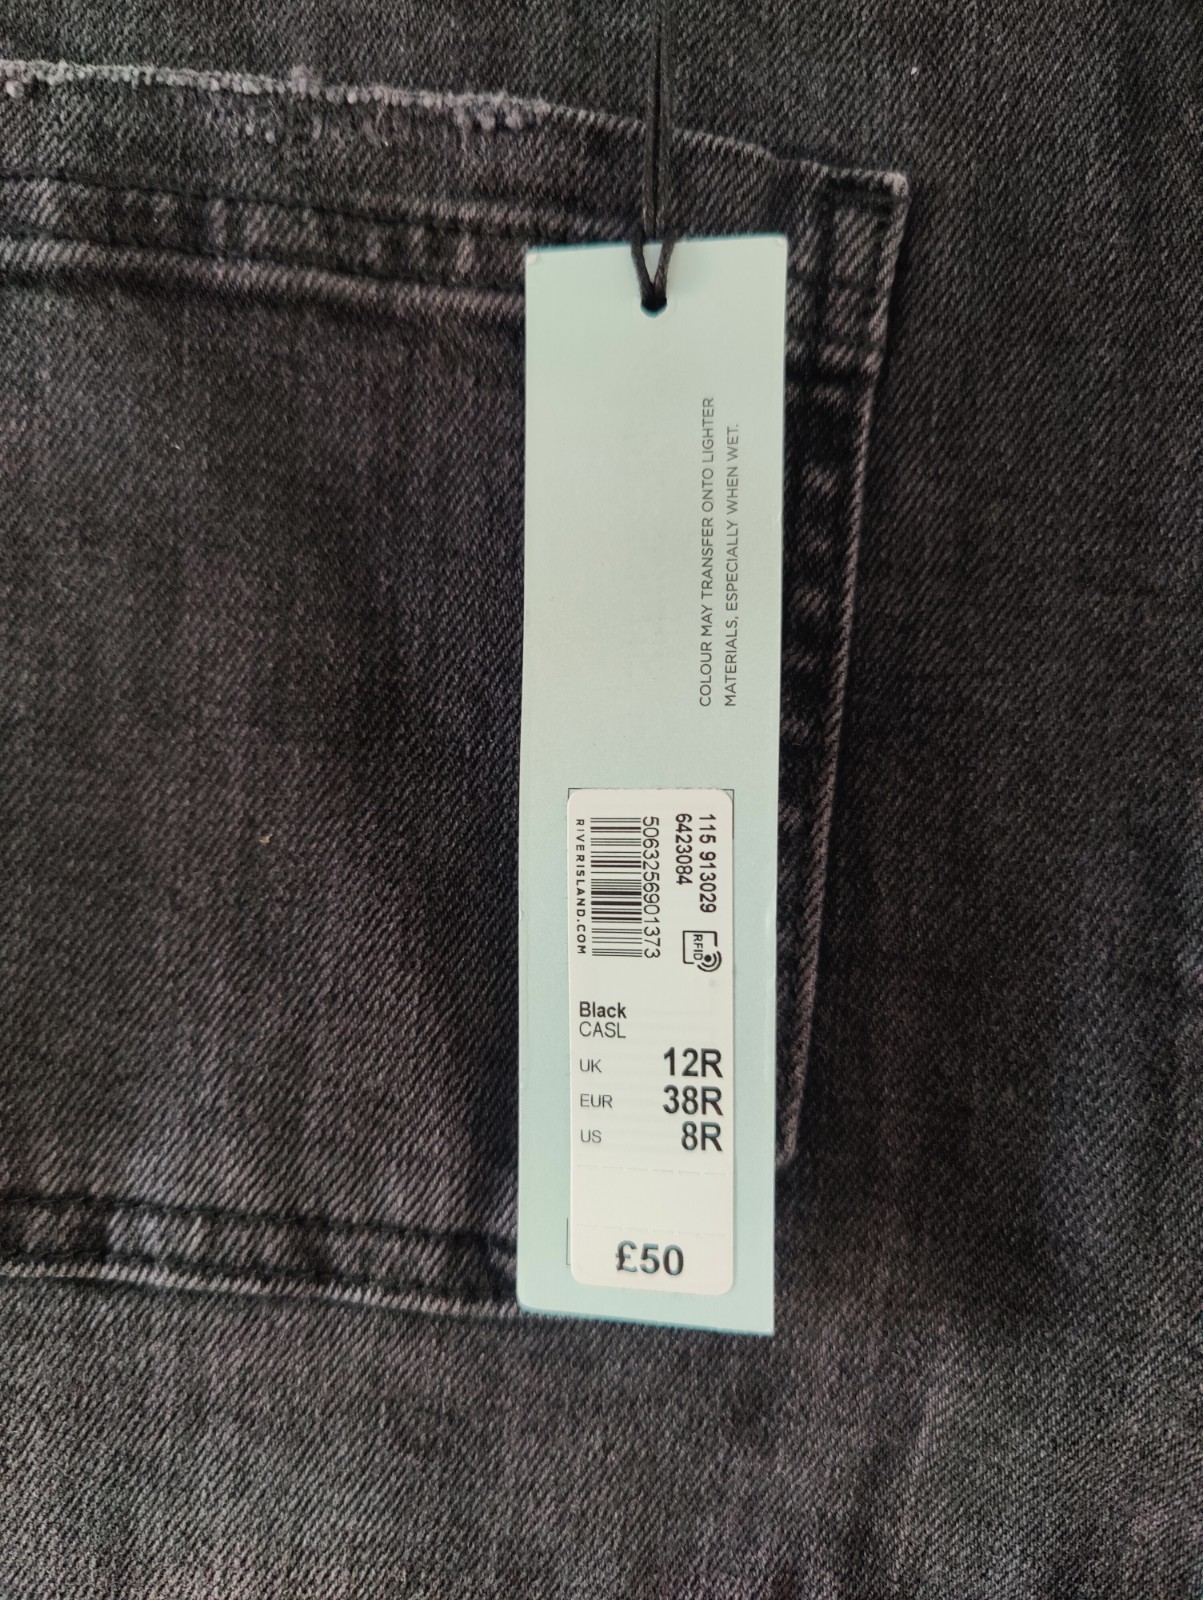 COLOUR MAY TRANSFER ONTO LIGHTER
MATERIALS, ESPECIALLY WHEN WET.
115 913029
6423084
RFID
5063256901373
RIVERISLAND.COM
Black
CASL
UK 12R
EUR 38R
US 8R
£50